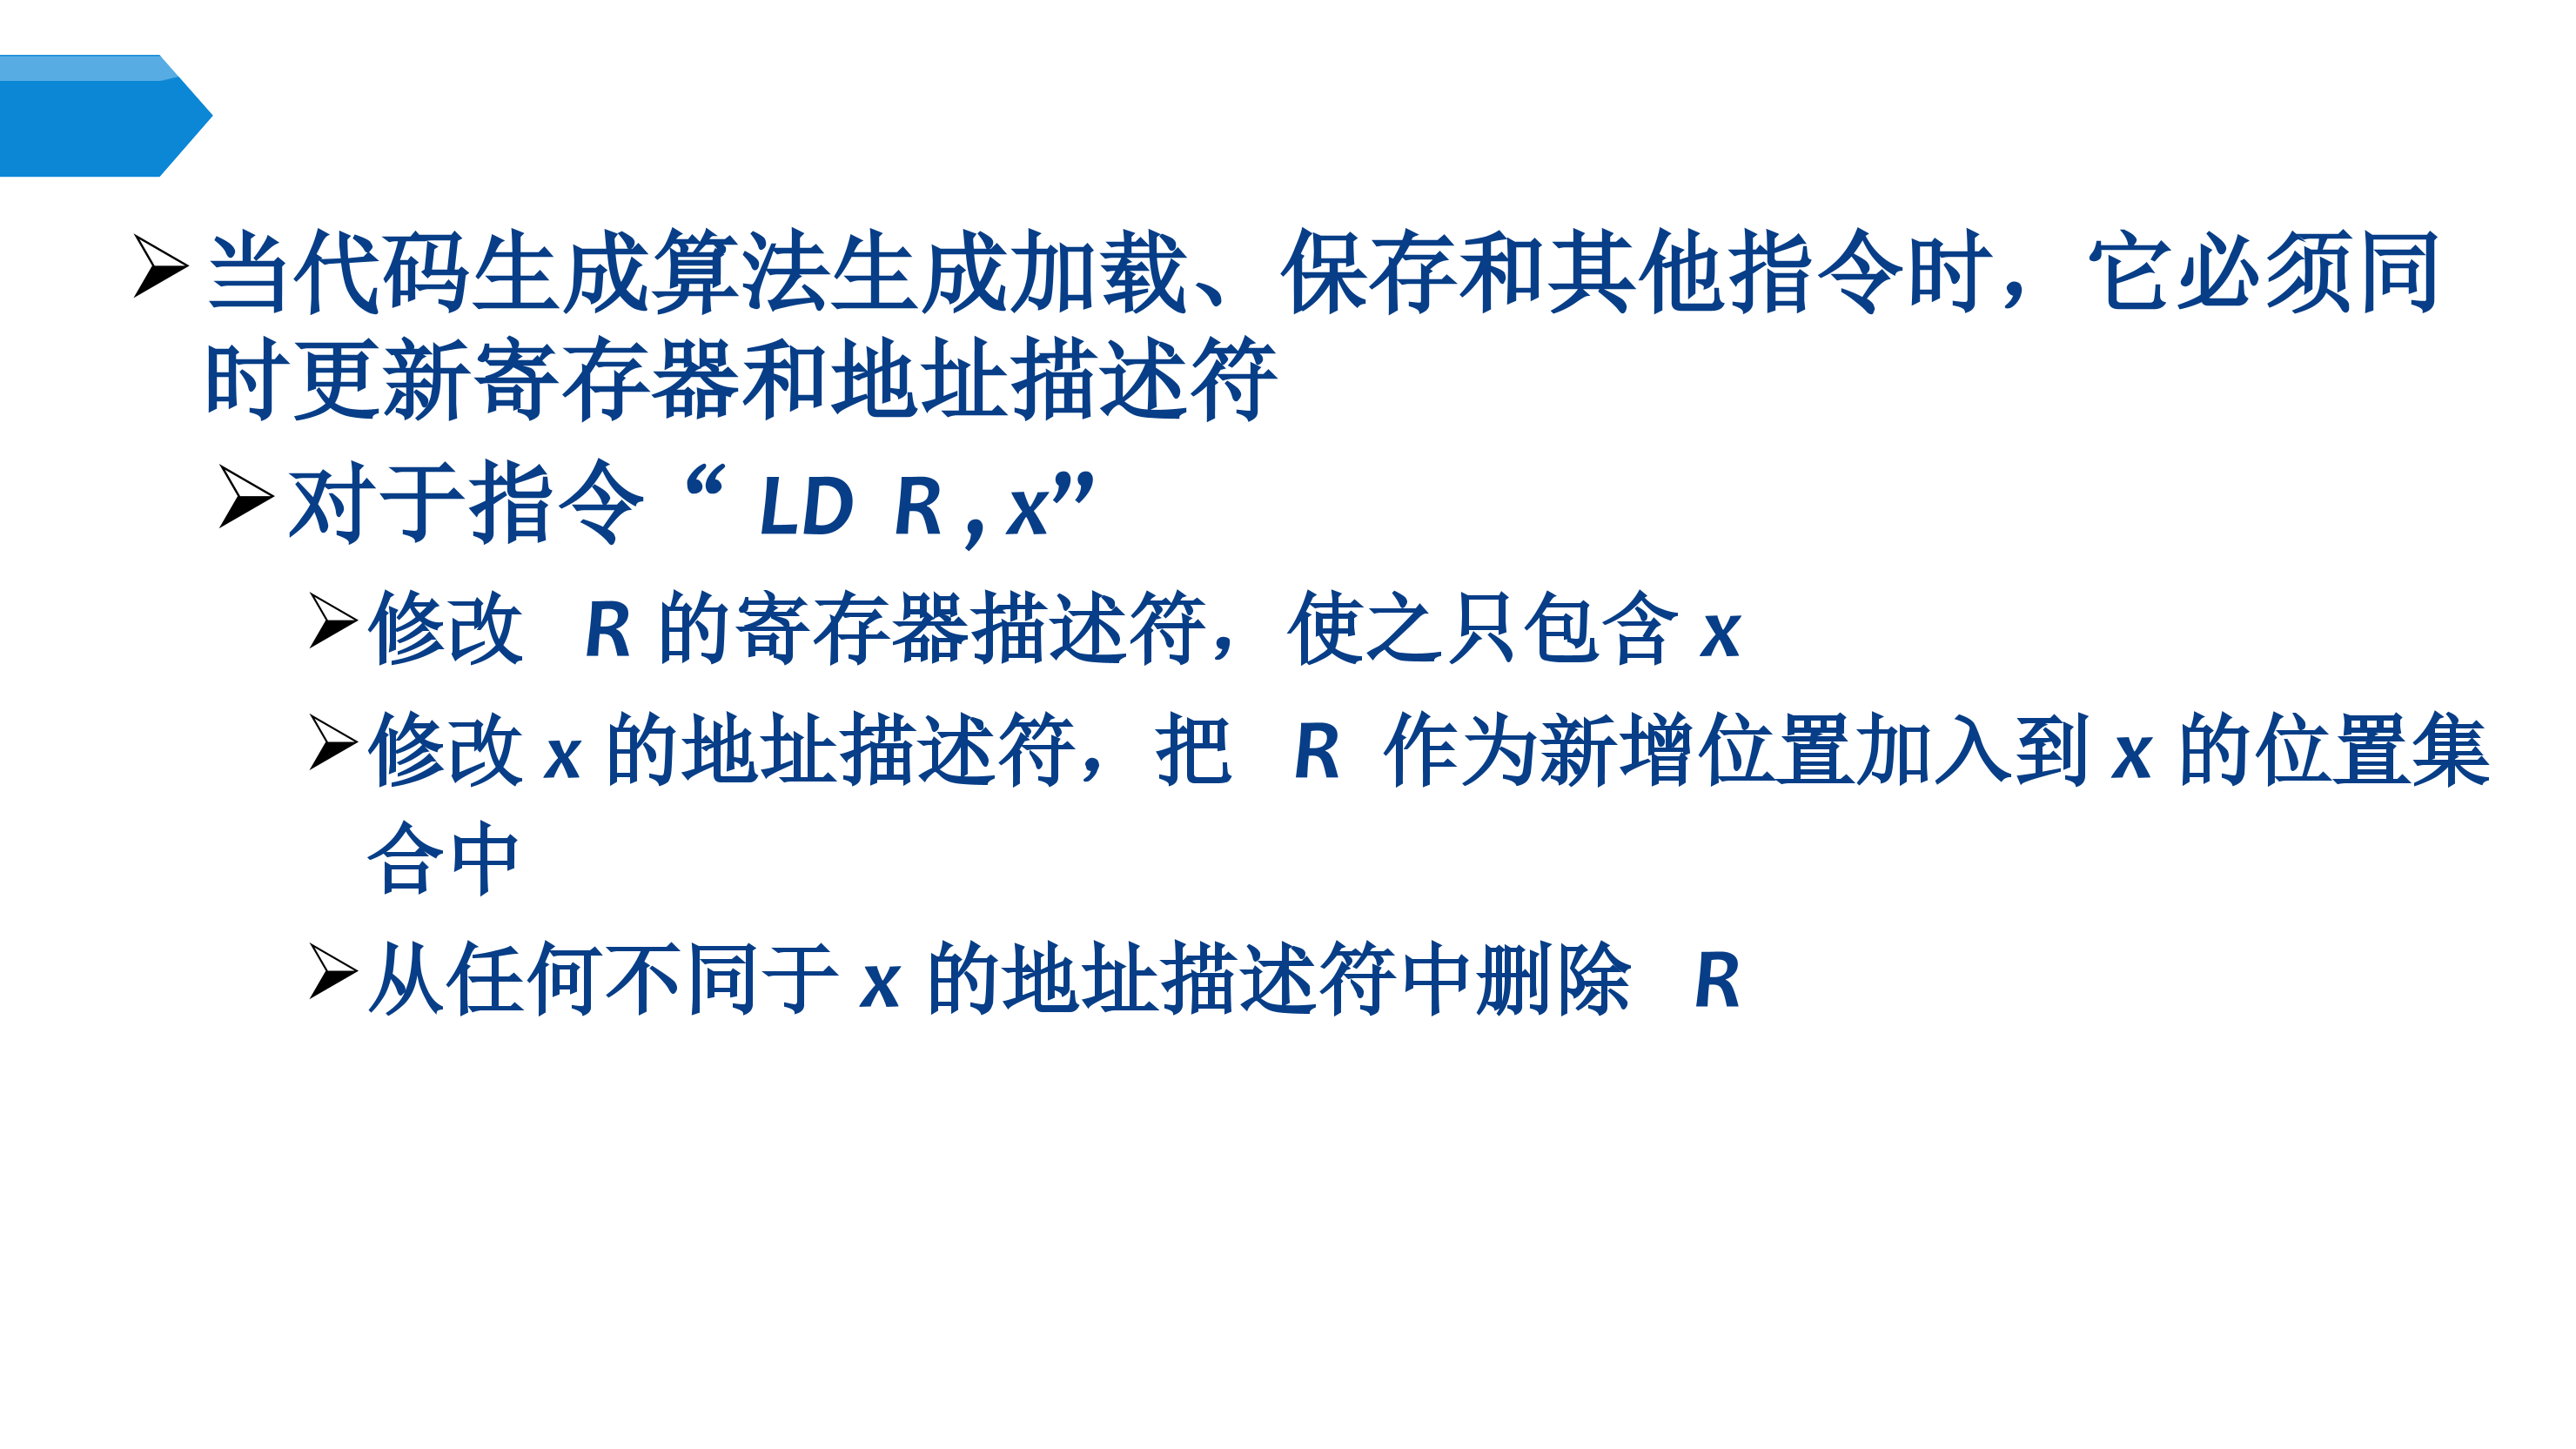 当代码生成算法生成加载、保存和其他指令时，它必须同
时更新寄存器和地址描述符
对于指令“LD R , x”
修改 R 的寄存器描述符，使之只包含 x
修改 x 的地址描述符，把 R 作为新增位置加入到 x 的位置集
合中
从任何不同于 x 的地址描述符中删除 R